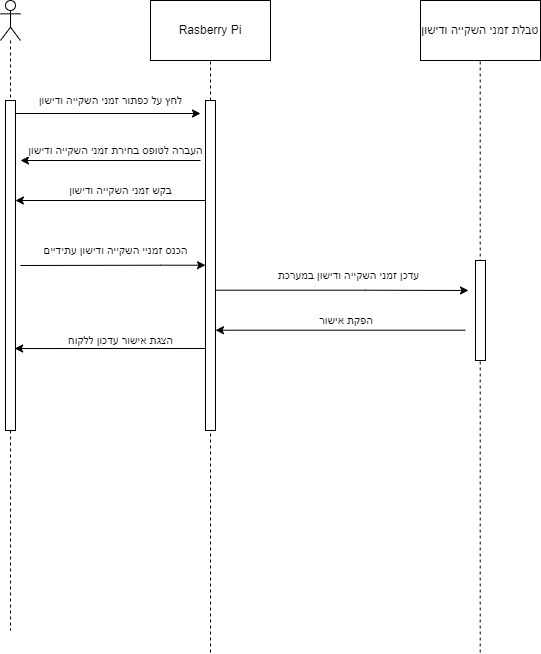 Rasberry Pi
טבלת זמני השקייה ודישון
לחץ על כפתור זמני השקייה ודישון
העברה לטופס בחירת זמני השקייה ודישון
בקש זמני השקייה ודישון
הכנס זמניי השקייה ודישון עתידיים
עדכן זמני השקייה ודישון במערכת
הפקת אישור
הצגת אישור עדכון ללקוח